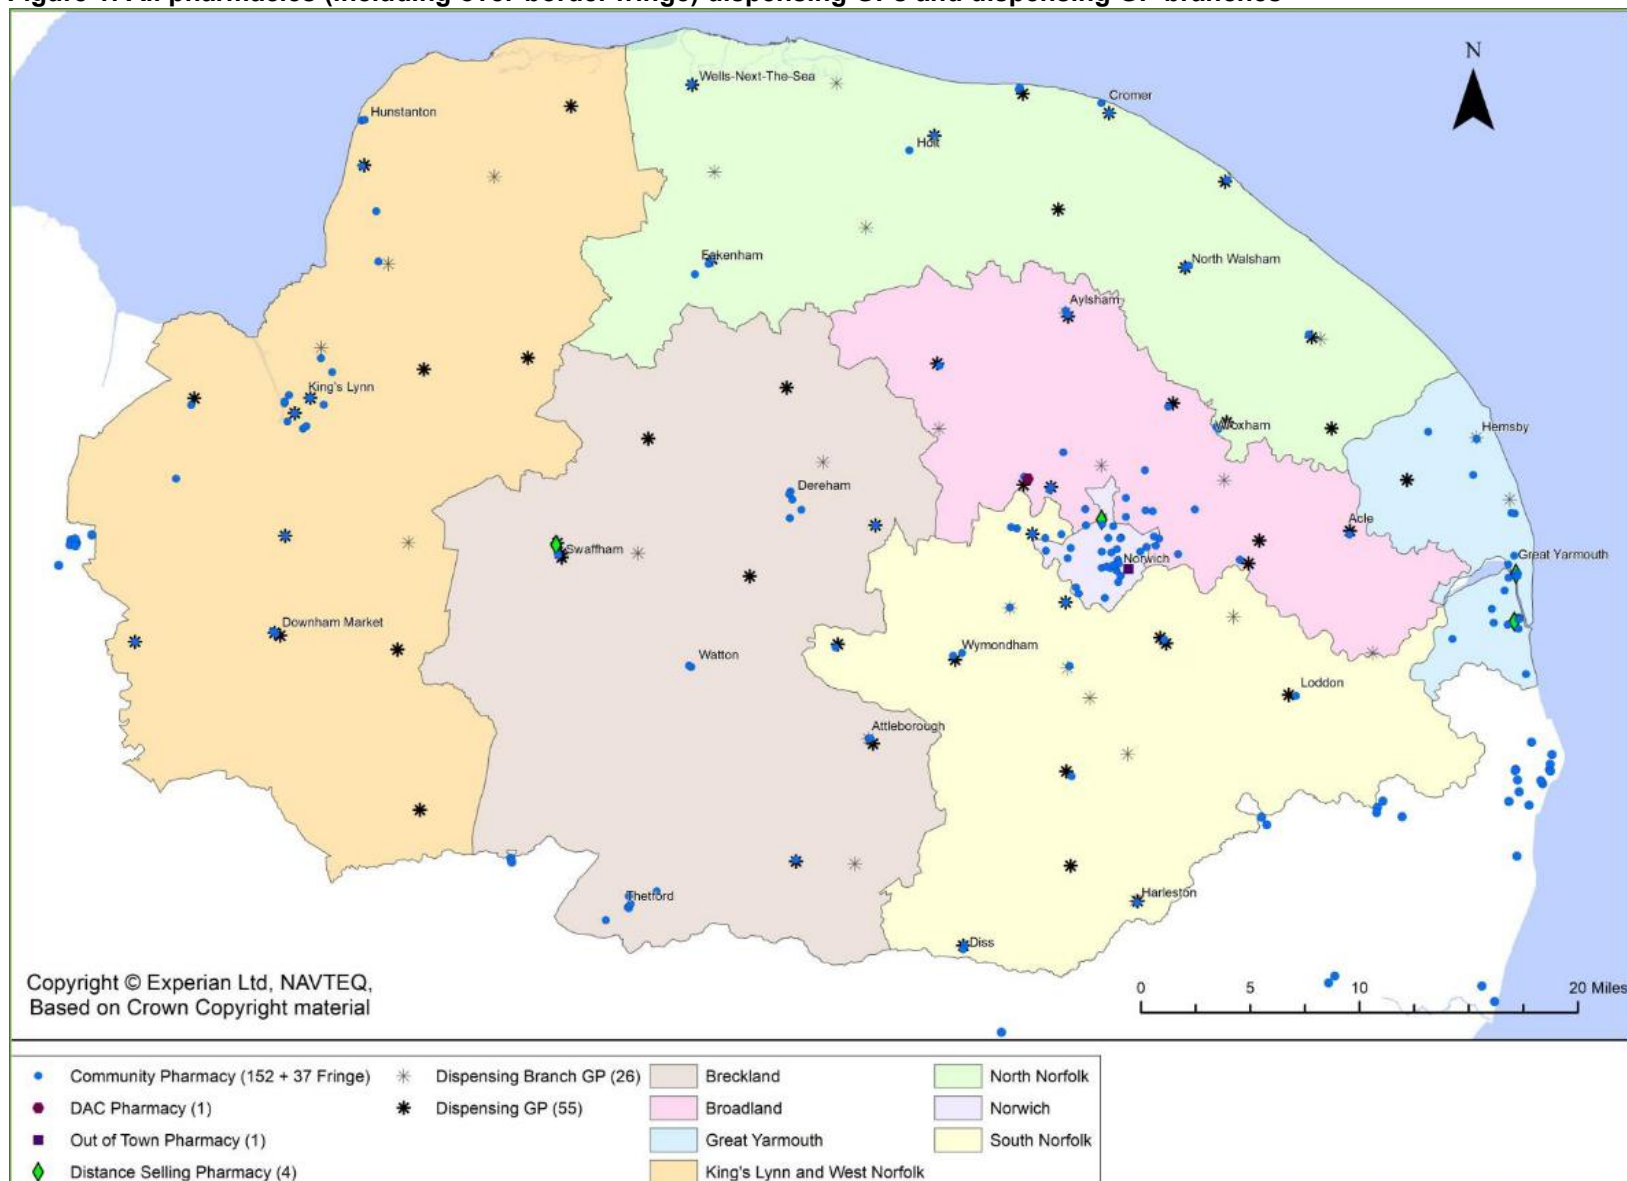 Wells-Next-The-Sea
N
Hunstanton
Cromer
Holt
Fakenham
North Walsham
Aylsham
King's Lynn
Wroxham
Hemsby
Dereham
Acle
Swaffham
Norwich
Great Yarmouth
Downham Market
Wymondham
Watton
Loddon
Attleborough
Thetford
Harleston
Diss
Copyright © Experian Ltd, NAVTEQ,
Based on Crown Copyright material
0 5 10 20 Miles
Community Pharmacy (152 + 37 Fringe)
DAC Pharmacy (1)
Out of Town Pharmacy (1)
Distance Selling Pharmacy (4)
Dispensing Branch GP (26)
Dispensing GP (55)
Breckland
Broadland
Great Yarmouth
King's Lynn and West Norfolk
North Norfolk
Norwich
South Norfolk